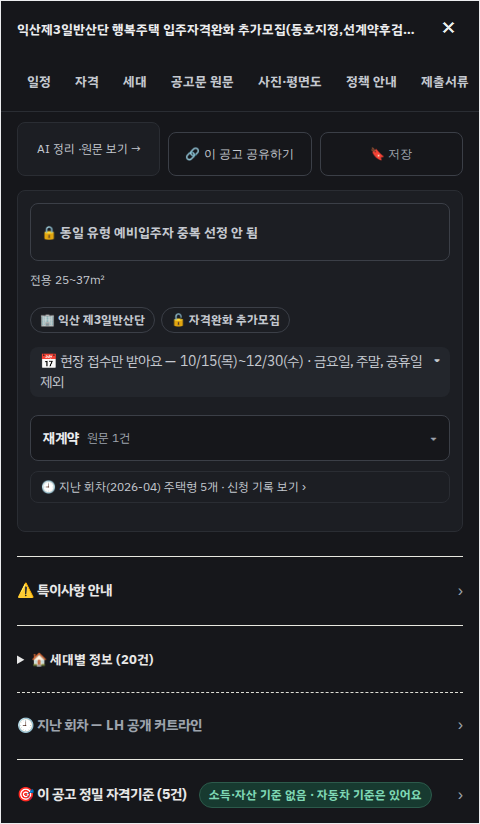 익산제3일반산단 행복주택 입주자격완화 추가모집(동호지정,선계약후검...
✕
일정 자격 세대 공고문 원문 사진·평면도 정책 안내 제출서류
AI 정리 ·원문 보기 →
🔗 이 공고 공유하기
🔖 저장
🔒 동일 유형 예비입주자 중복 선정 안 됨
전용 25~37m²
🏢 익산 제3일반산단
🔓 자격완화 추가모집
📅 현장 접수만 받아요 — 10/15(목)~12/30(수) · 금요일, 주말, 공휴일
제외
재계약 원문 1건
🕘 지난 회차(2026-04) 주택형 5개 · 신청 기록 보기 ›
⚠️ 특이사항 안내 ›
▶ 🏠 세대별 정보 (20건)
🕘 지난 회차 — LH 공개 커트라인 ›
🎯 이 공고 정밀 자격기준 (5건) 소득·자산 기준 없음 · 자동차 기준은 있어요 ›